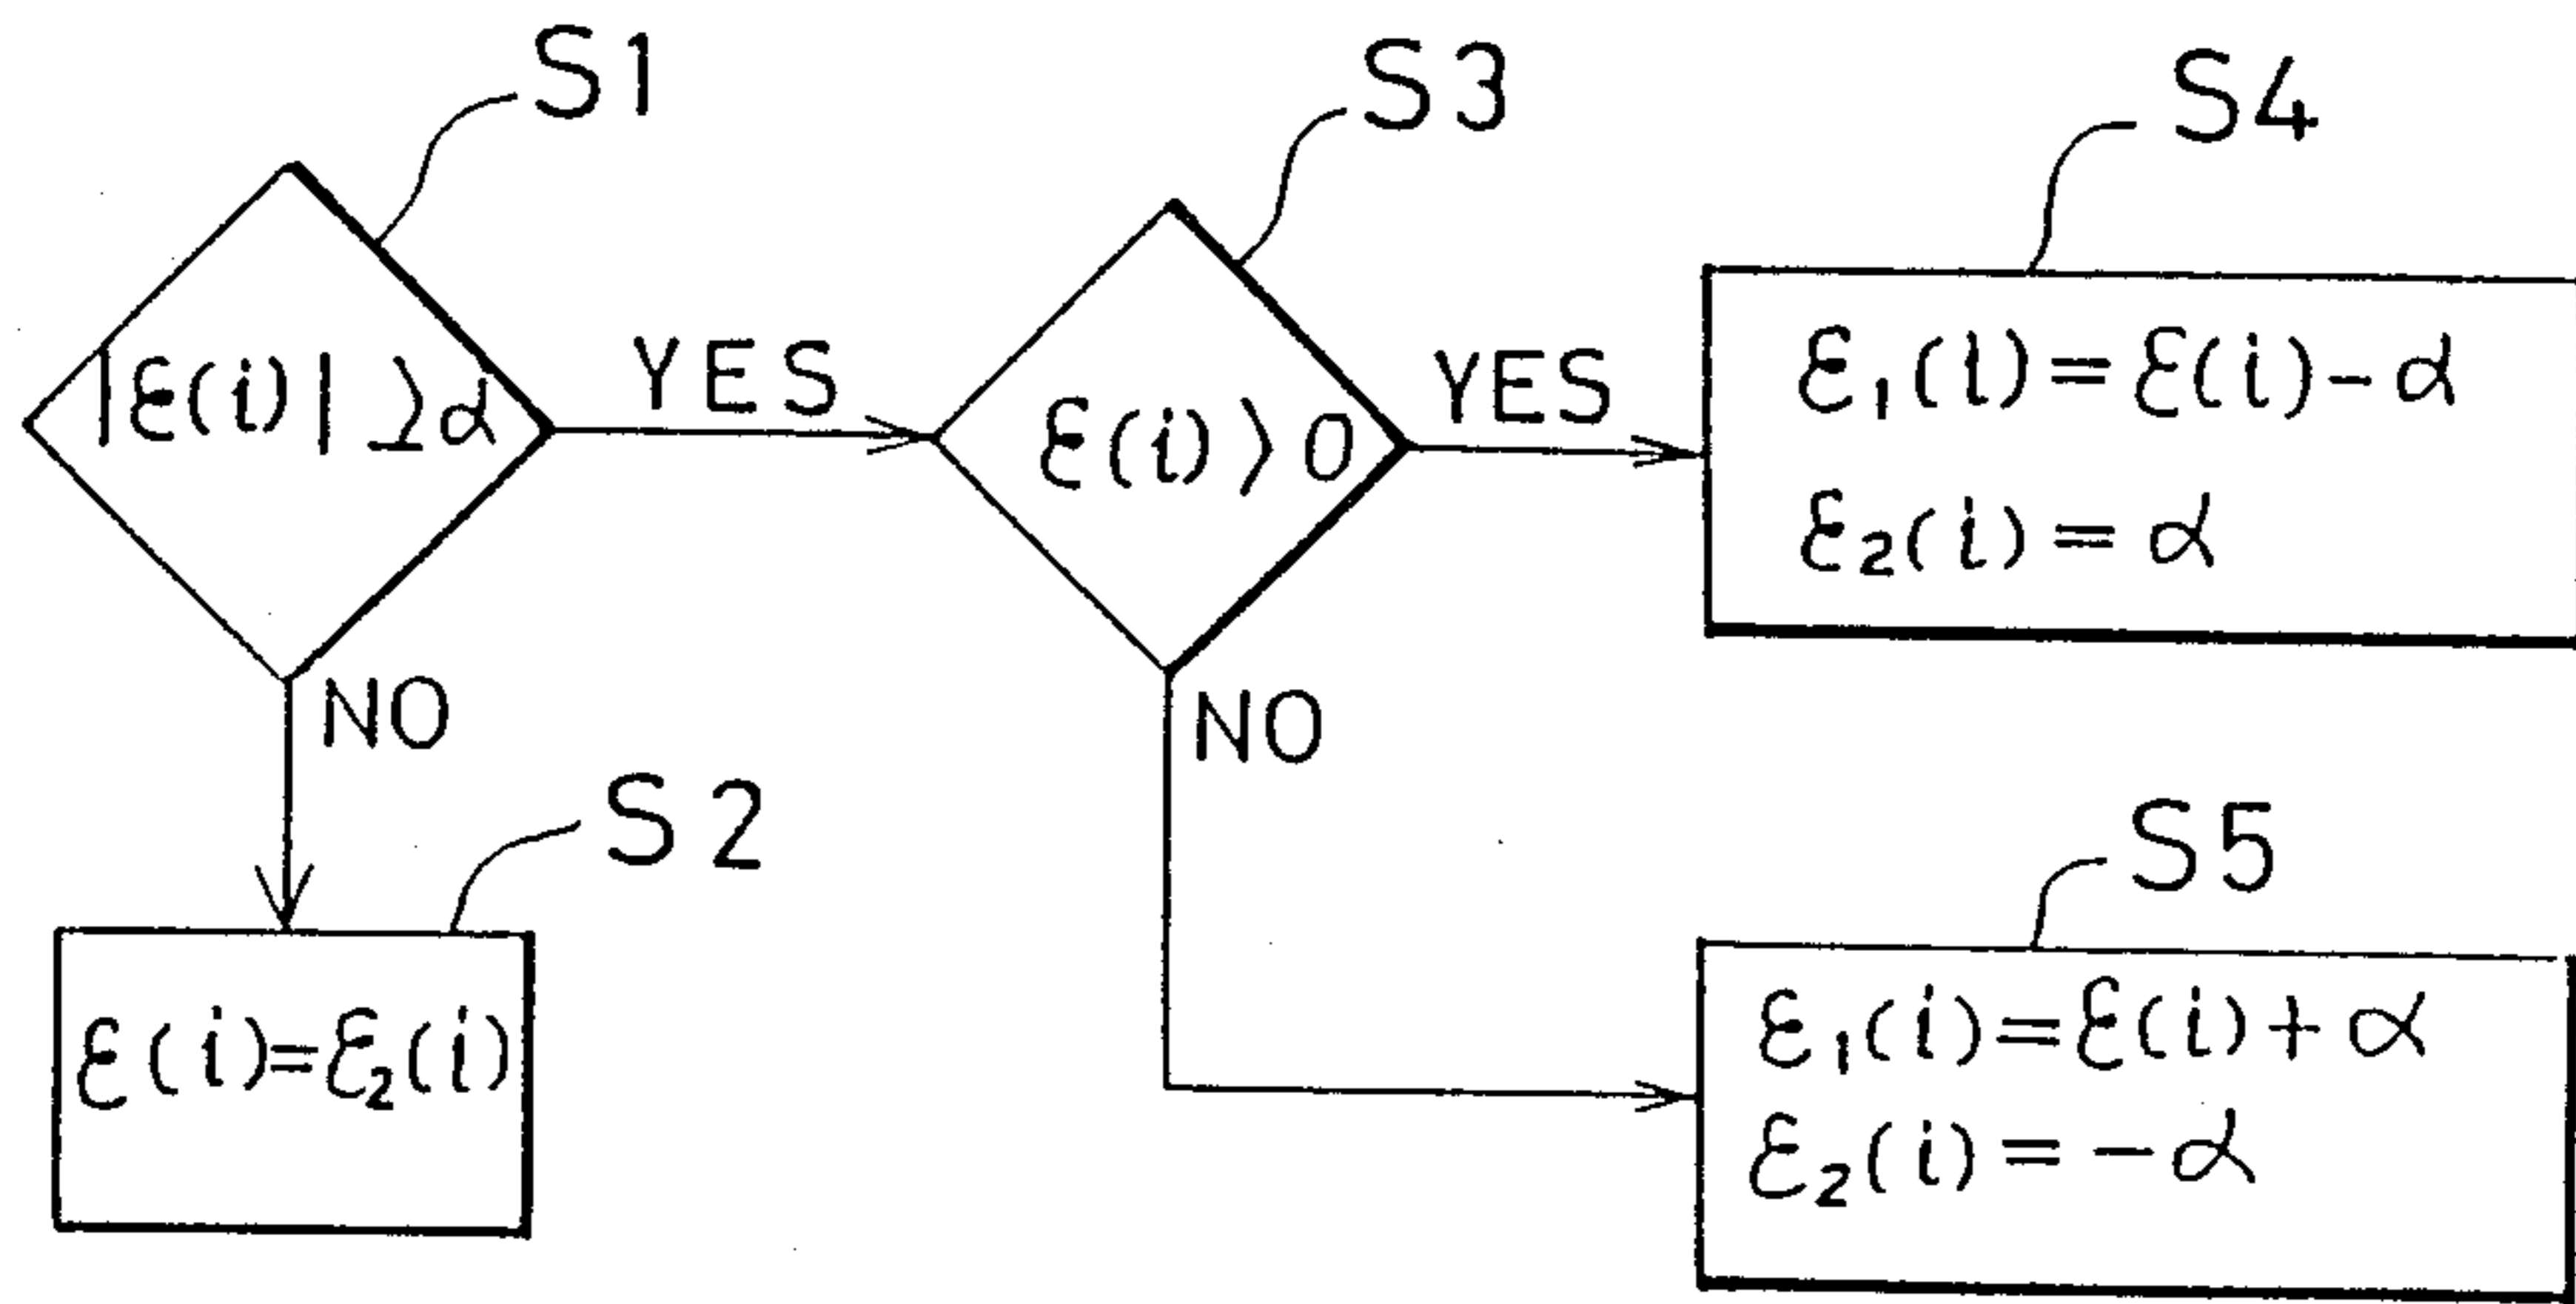 S1
|ε(i)| ≥α
YES
NO
S2
ε(i)=ε₂(i)
S3
ε(i)>0
YES
NO
S4
ε₁(i)=ε(i)-α
ε₂(i)=α
S5
ε₁(i)=ε(i)+α
ε₂(i)=-α